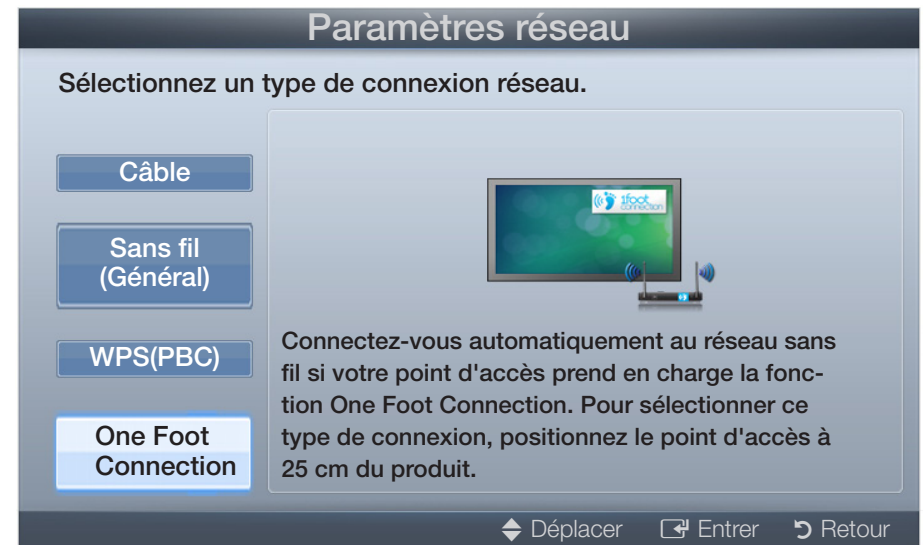 Paramètres réseau
Sélectionnez un type de connexion réseau.
Câble
Sans fil
(Général)
WPS(PBC)
One Foot
Connection
1foot
connection
Connectez-vous automatiquement au réseau sans
fil si votre point d'accès prend en charge la fonc-
tion One Foot Connection. Pour sélectionner ce
type de connexion, positionnez le point d'accès à
25 cm du produit.
Déplacer Entrer Retour